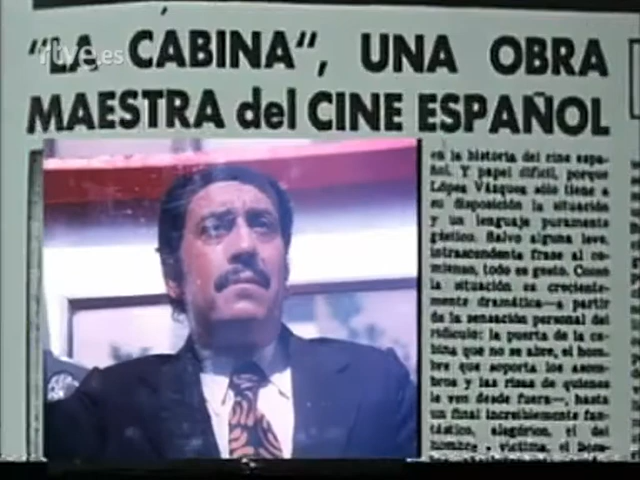 rtve.es
"LA CABINA", UNA OBRA
MAESTRA del CINE ESPAÑOL
en la historia del cine espa-
ñol. Y papel difícil, porque
López Vázquez sólo tiene a
su disposición la situación
y un lenguaje puramente
gástico. Salvo alguna leve,
intrascendente frase al co-
mienzo, todo es gesto. Como
la situación es creciente-
mente dramática—a partir
de la sensación personal del
ridículo: la puerta de la ca-
bina que no se abre, el hom-
bre que soporta los asom-
bros y las risas de quienes
le ven desde fuera—, hasta
un final increíblemente fan-
tástico, alegórico, el del
hombre-víctima, el hom-